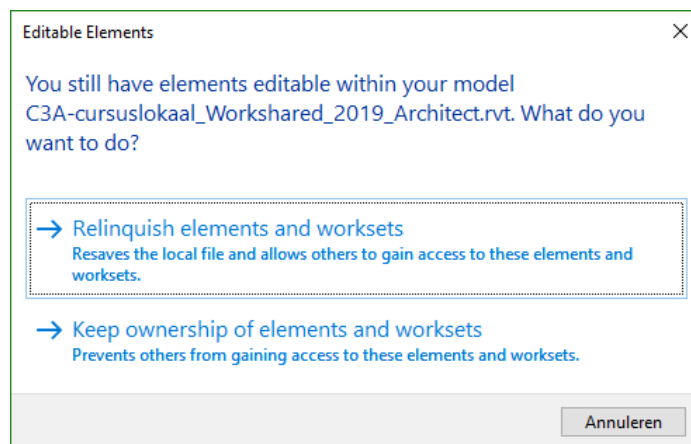 Editable Elements
You still have elements editable within your model
C3A-cursuslokaal_Workshared_2019_Architect.rvt. What do you
want to do?
Relinquish elements and worksets
Resaves the local file and allows others to gain access to these elements and
worksets.
Keep ownership of elements and worksets
Prevents others from gaining access to these elements and worksets.
Annuleren